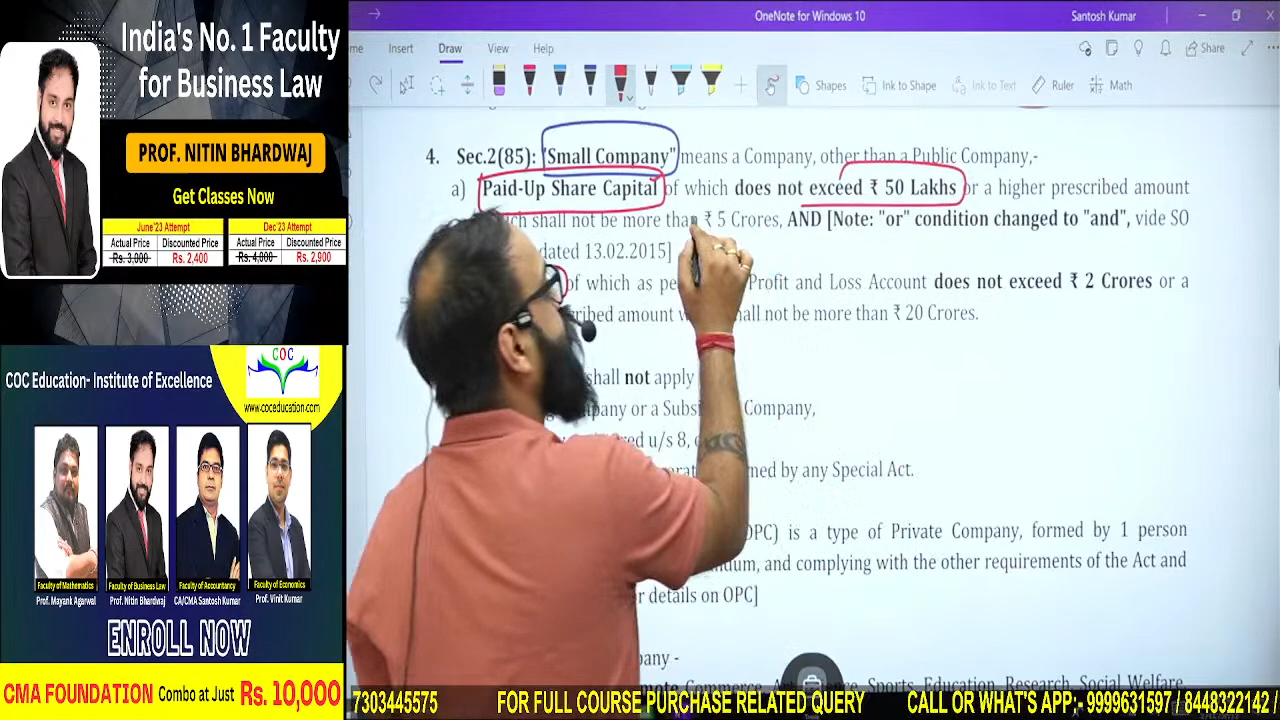 India's No. 1 Faculty
for Business Law
PROF. NITIN BHARDWAJ
Get Classes Now
June'23 Attempt
Dec'23 Attempt
Actual Price
Discounted Price
Actual Price
Discounted Price
Rs. 3,000
Rs. 2,400
Rs. 4,000
Rs. 2,900
COC Education- Institute of Excellence
COC
www.coceducation.com
Faculty of Mathematics
Faculty of Business Law
Faculty of Accountancy
Faculty of Economics
Prof. Mayank Agarwal
Prof. Nitin Bhardwaj
CA/CMA Santosh Kumar
Prof. Vinit Kumar
ENROLL NOW
CMA FOUNDATION Combo at Just Rs. 10,000
OneNote for Windows 10
Santosh Kumar
me Insert Draw View Help
Share
Shapes
Ink to Shape
Ink to Text
Ruler
Math
4. Sec.2(85): "Small Company" means a Company, other than a Public Company,-
a) Paid-Up Share Capital of which does not exceed ₹ 50 Lakhs or a higher prescribed amount
ch shall not be more than ₹ 5 Crores, AND [Note: "or" condition changed to "and", vide SO
dated 13.02.2015]
of which as pe Profit and Loss Account does not exceed ₹ 2 Crores or a
ribed amount w hall not be more than ₹ 20 Crores.
shall not apply
mpany or a Subs Company,
ed u/s 8,
rned by any Special Act.
OPC) is a type of Private Company, formed by 1 person
dum, and complying with the other requirements of the Act and
r details on OPC]
pany -
Sports, Education, Research, Social Welfare,
7303445575 FOR FULL COURSE PURCHASE RELATED QUERY CALL OR WHAT'S APP:- 9999631597 / 8448322142 /